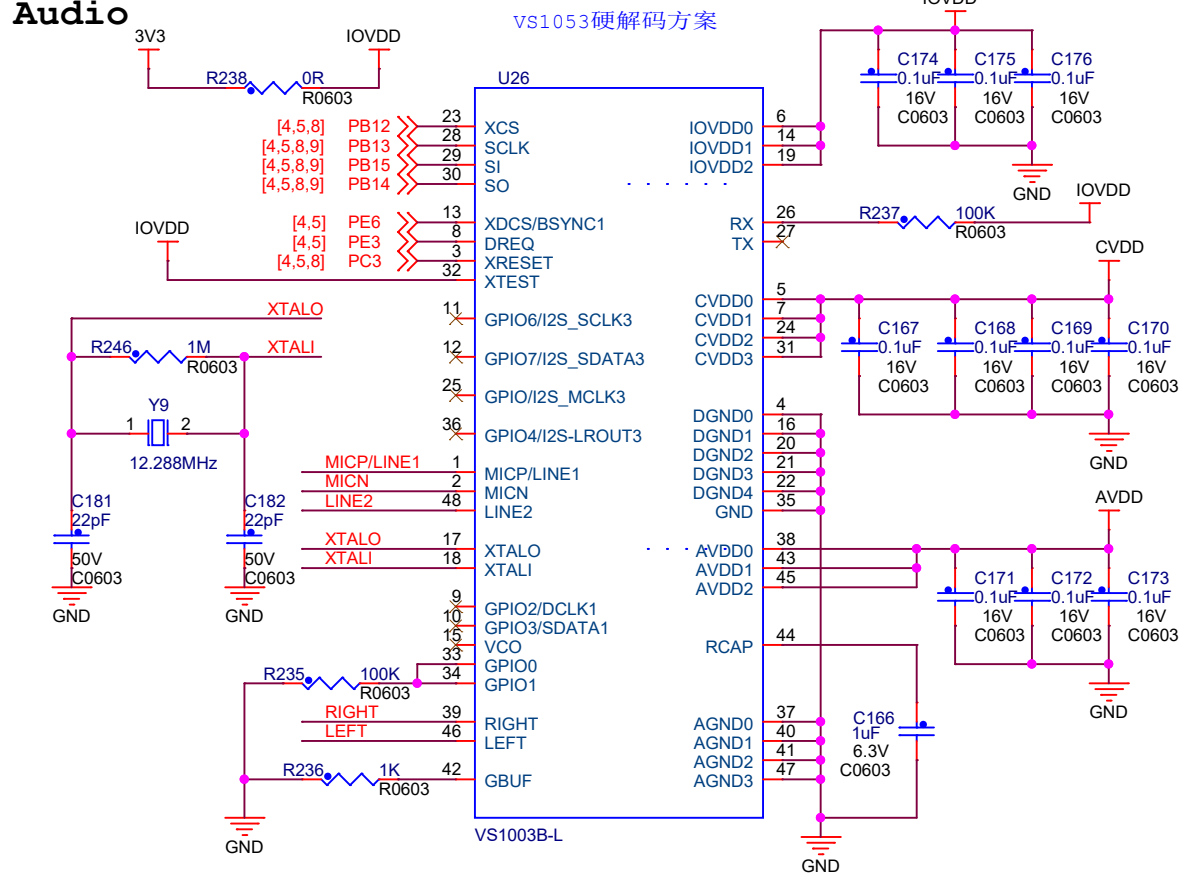 Audio
VS1053硬解码方案
IOVDD
3V3
IOVDD
R238
0R
R0603
U26
C174
0.1uF
16V
C0603
C175
0.1uF
16V
C0603
C176
0.1uF
16V
C0603
GND
[4,5,8] PB12
23
XCS
[4,5,8,9] PB13
28
SCLK
[4,5,8,9] PB15
29
SI
[4,5,8,9] PB14
30
SO
IOVDD0
6
IOVDD1
14
IOVDD2
19
[4,5] PE6
13
XDCS/BSYNC1
[4,5] PE3
8
DREQ
[4,5,8] PC3
3
XRESET
IOVDD
32
XTEST
RX
26
R237
100K
R0603
IOVDD
TX
27
CVDD
CVDD0
5
CVDD1
7
CVDD2
24
CVDD3
31
C167
0.1uF
16V
C0603
C168
0.1uF
16V
C0603
C169
0.1uF
16V
C0603
C170
0.1uF
16V
C0603
GND
XTALO
XTALI
R246
1M
R0603
Y9
1
2
12.288MHz
C181
22pF
50V
C0603
GND
C182
22pF
50V
C0603
GND
11
GPIO6/I2S_SCLK3
12
GPIO7/I2S_SDATA3
25
GPIO/I2S_MCLK3
36
GPIO4/I2S-LROUT3
MICP/LINE1
1
MICP/LINE1
MICN
2
MICN
LINE2
48
LINE2
XTALO
17
XTALO
XTALI
18
XTALI
9
GPIO2/DCLK1
10
GPIO3/SDATA1
15
VCO
33
GPIO0
34
GPIO1
R235
100K
R0603
RIGHT
39
RIGHT
LEFT
46
LEFT
R236
1K
R0603
42
GBUF
GND
DGND0
4
DGND1
16
DGND2
20
DGND3
21
DGND4
22
GND
35
AVDD
AVDD0
38
AVDD1
43
AVDD2
45
C171
0.1uF
16V
C0603
C172
0.1uF
16V
C0603
C173
0.1uF
16V
C0603
GND
RCAP
44
C166
1uF
6.3V
C0603
AGND0
37
AGND1
40
AGND2
41
AGND3
47
GND
VS1003B-L